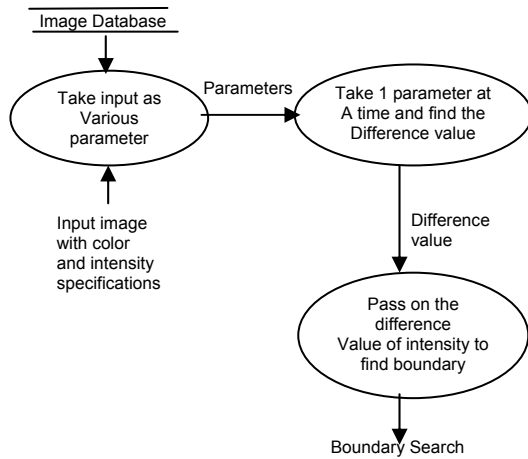 Image Database
Take input as
Various
parameter
Parameters
Take 1 parameter at
A time and find the
Difference value
Input image
with color
and intensity
specifications
Difference
value
Pass on the
difference
Value of intensity to
find boundary
Boundary Search